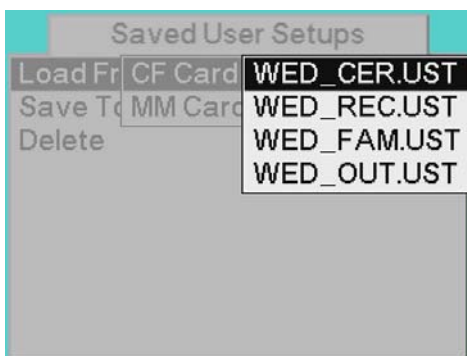 Saved User Setups
Load Fr CF Card WED_CER.UST
Save To MM Card WED_REC.UST
Delete WED_FAM.UST
WED_OUT.UST